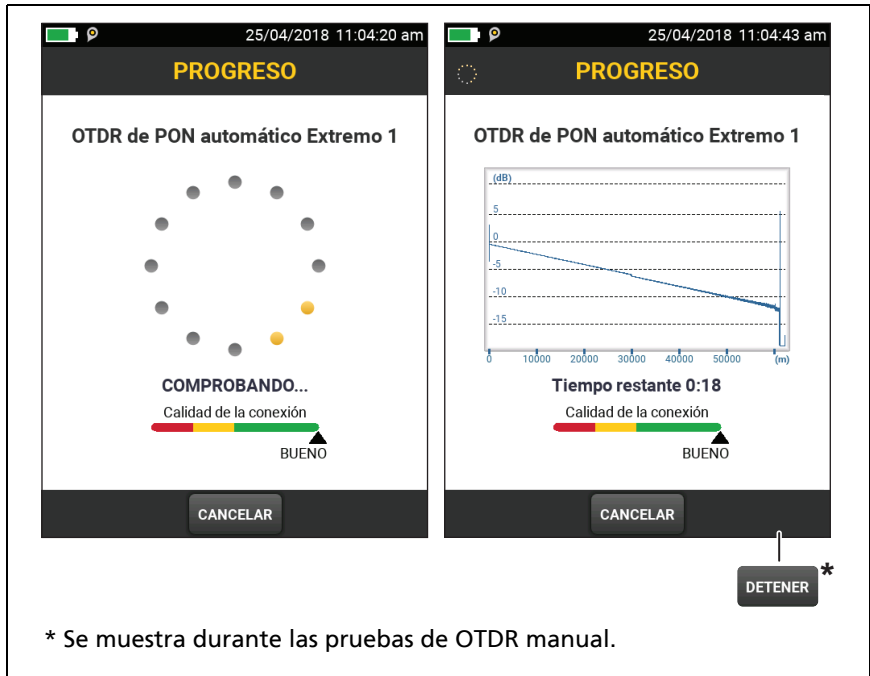 25/04/2018 11:04:20 am
PROGRESO
OTDR de PON automático Extremo 1
COMPROBANDO...
Calidad de la conexión
BUENO
CANCELAR
25/04/2018 11:04:43 am
PROGRESO
OTDR de PON automático Extremo 1
(dB)
5
0
-5
-10
-15
0 10000 20000 30000 40000 50000 (m)
Tiempo restante 0:18
Calidad de la conexión
BUENO
CANCELAR
DETENER *
* Se muestra durante las pruebas de OTDR manual.